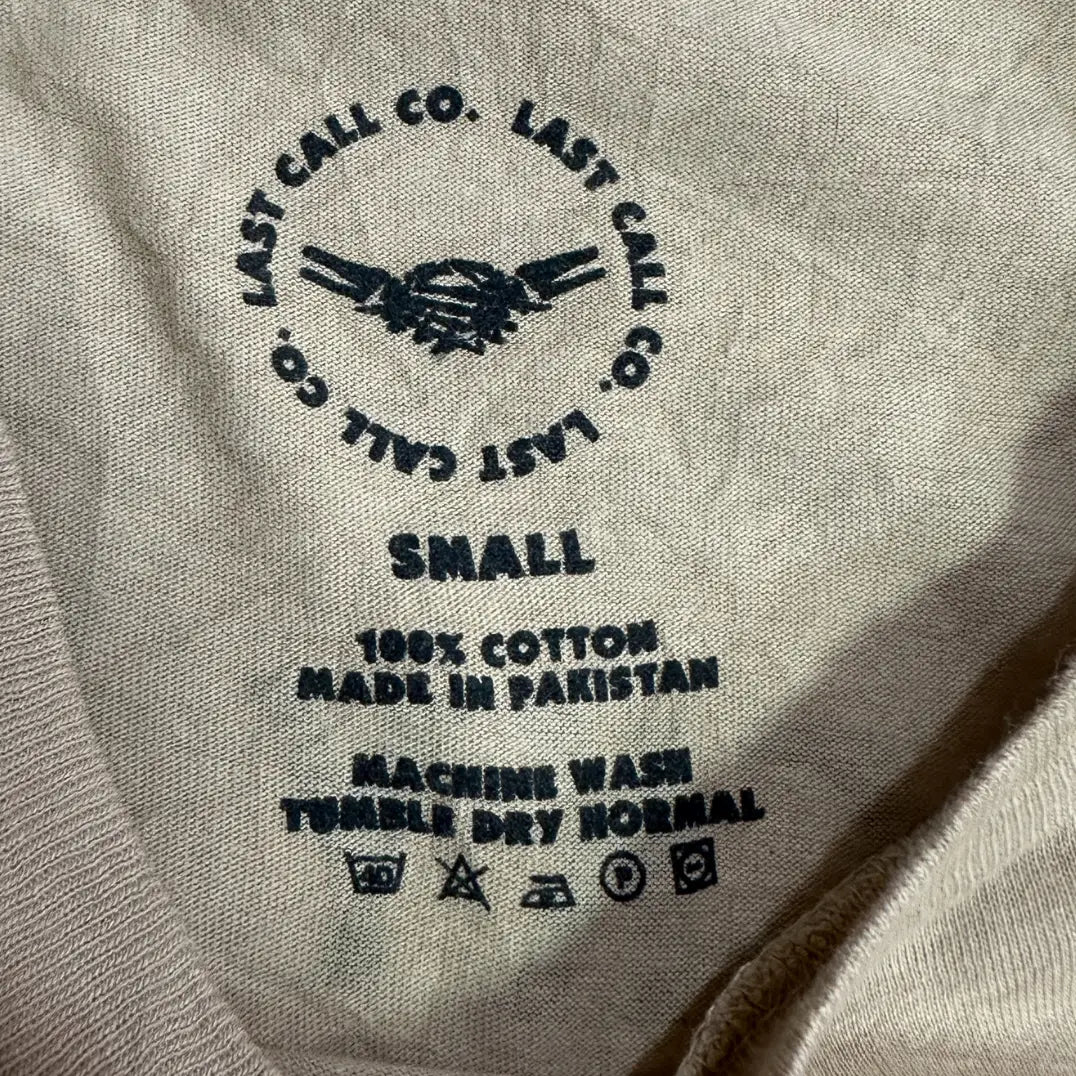 LAST CALL CO. LAST CALL CO. LAST CALL CO.
SMALL
100% COTTON
MADE IN PAKISTAN
MACHINE WASH
TUMBLE DRY NORMAL
40 P